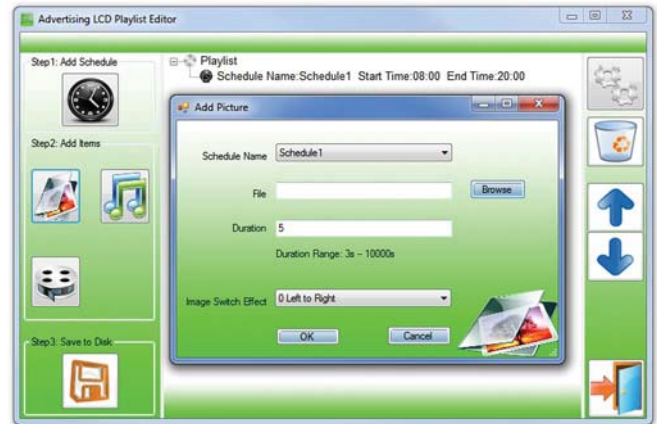 Advertising LCD Playlist Editor
Step1: Add Schedule
Playlist
Schedule Name:Schedule1 Start Time:08:00 End Time:20:00
Add Picture
Schedule Name
Schedule1
Step2: Add Items
File
Browse
Duration
5
Duration Range: 3s – 10000s
Image Switch Effect
0 Left to Right
OK
Cancel
Step3: Save to Disk